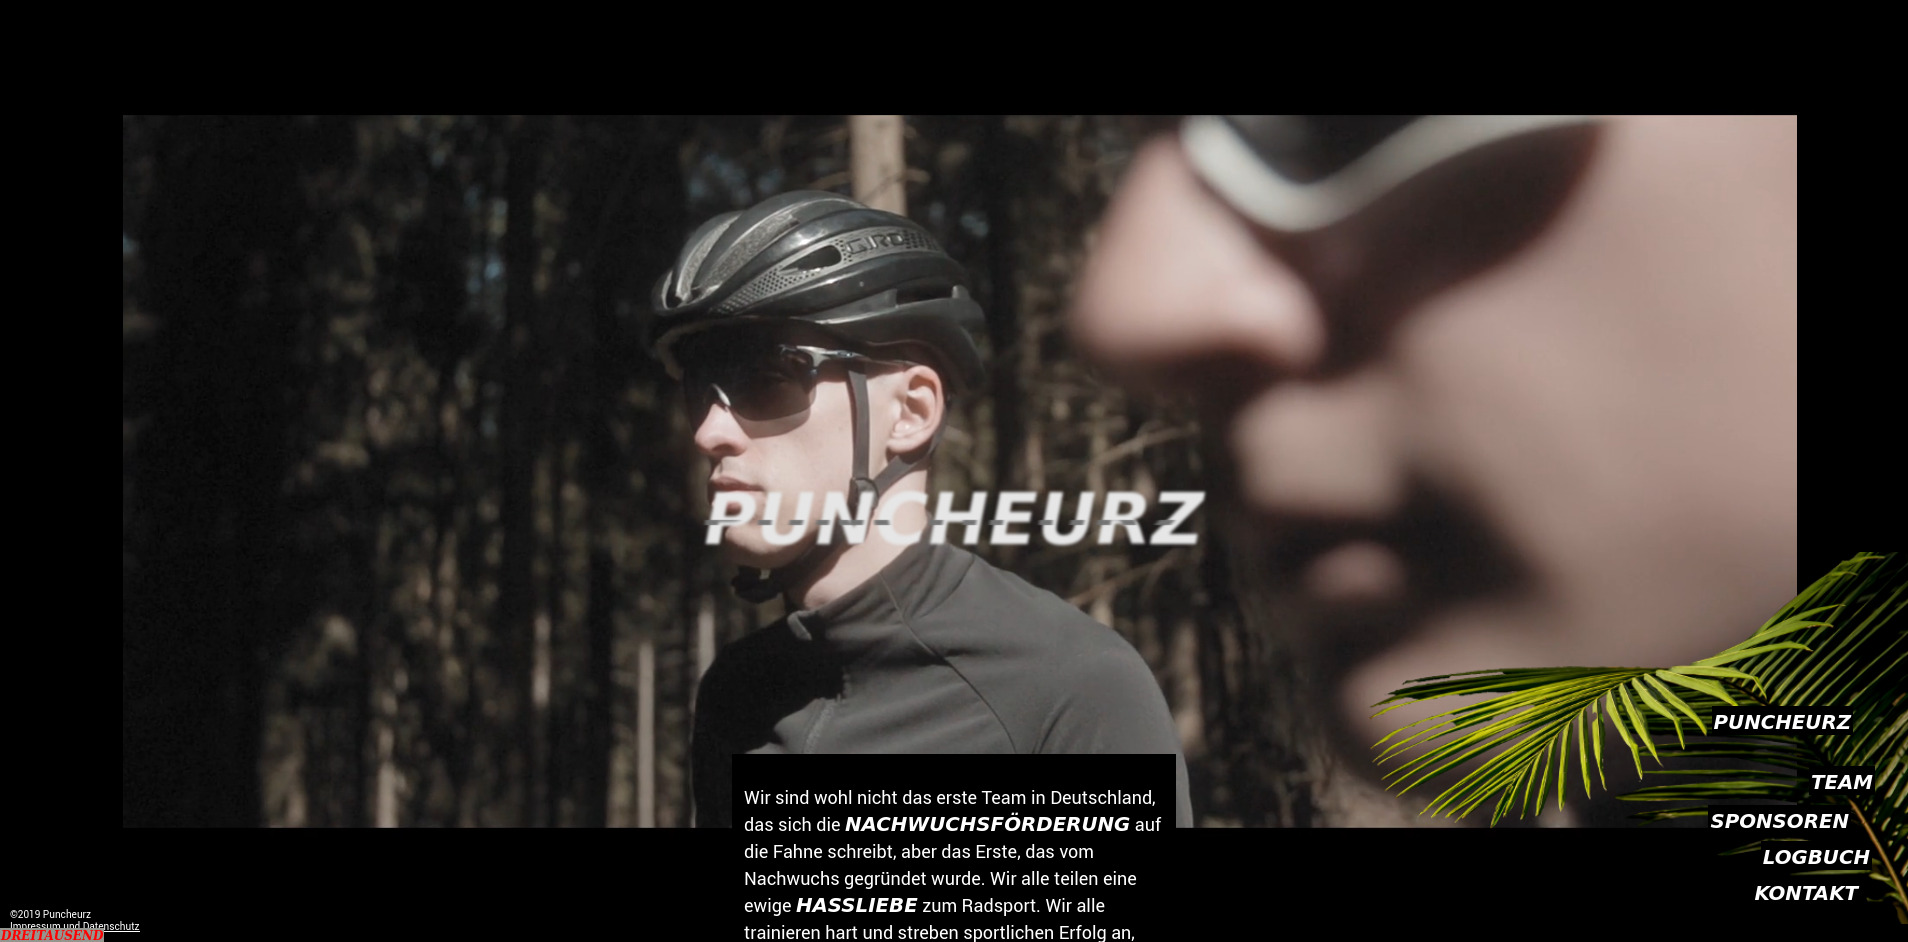 GIRO
PUNCHEURZ
Wir sind wohl nicht das erste Team in Deutschland,
das sich die NACHWUCHSFÖRDERUNG auf
die Fahne schreibt, aber das Erste, das vom
Nachwuchs gegründet wurde. Wir alle teilen eine
ewige HASSLIEBE zum Radsport. Wir alle
trainieren hart und streben sportlichen Erfolg an,
PUNCHEURZ
TEAM
SPONSOREN
LOGBUCH
KONTAKT
©2019 Puncheurz
Impressum und Datenschutz
DREITAUSEND